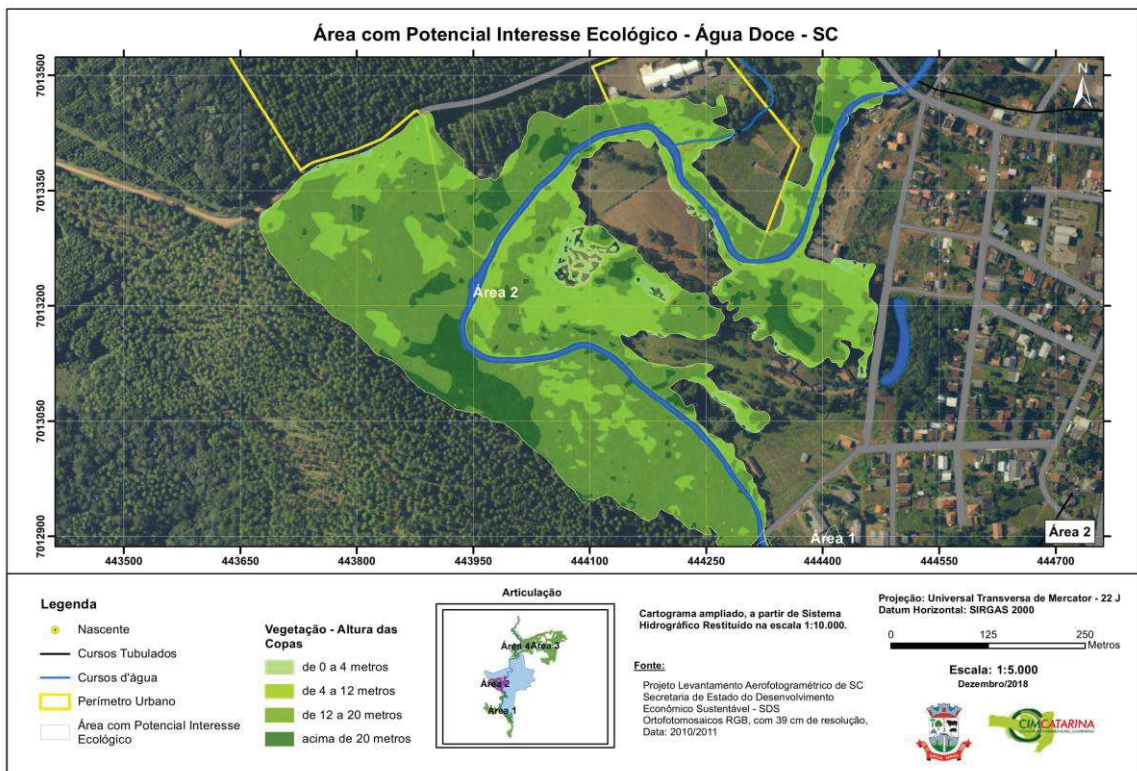 Área com Potencial Interesse Ecológico - Água Doce - SC
N
7013500
7013350
7013200
7013050
7012900
Área 2
Área 1
Área 2
443500
443650
443800
443950
444100
444250
444400
444550
444700
Legenda
Nascente
Cursos Tubulados
Cursos d'água
Perímetro Urbano
Área com Potencial Interesse
Ecológico
Vegetação - Altura das
Copas
de 0 a 4 metros
de 4 a 12 metros
de 12 a 20 metros
acima de 20 metros
Articulação
Área 4
Área 3
Área 2
Área 1
Cartograma ampliado, a partir de Sistema
Hidrográfico Restituído na escala 1:10.000.
Fonte:
Projeto Levantamento Aerofotogramétrico de SC
Secretaria de Estado do Desenvolvimento
Econômico Sustentável - SDS
Ortofotomosaicos RGB, com 39 cm de resolução,
Data: 2010/2011
Projeção: Universal Transversa de Mercator - 22 J
Datum Horizontal: SIRGAS 2000
0 125 250
Metros
Escala: 1:5.000
Dezembro/2018
CIMCATARINA